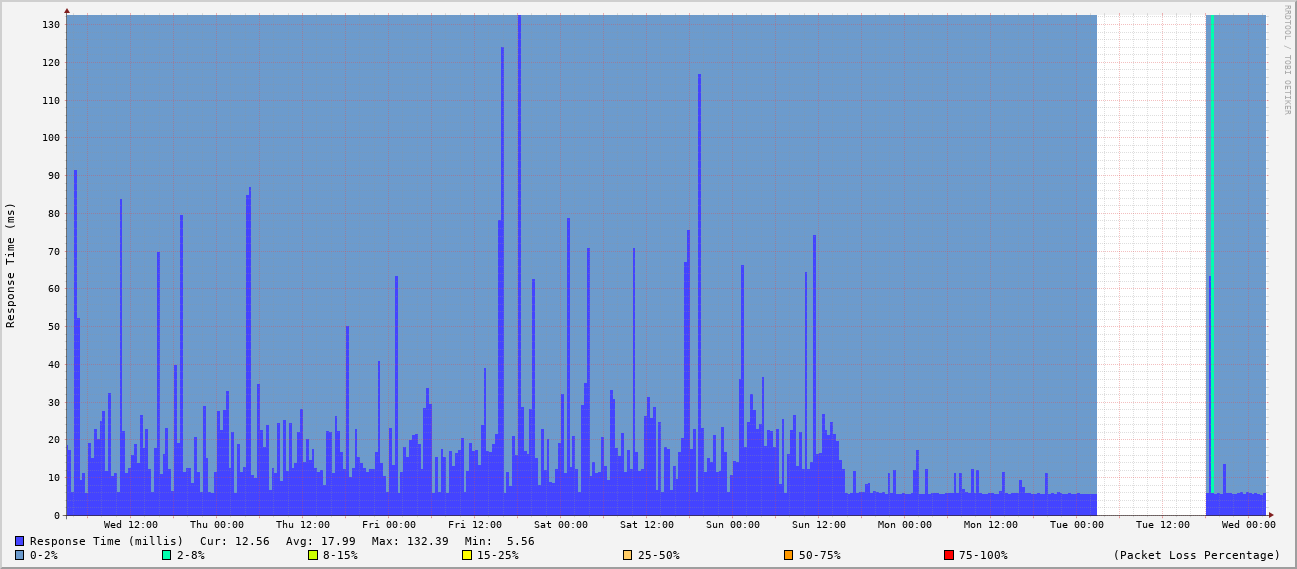 130
120
110
100
90
80
70
60
50
40
30
20
10
0
Response Time (ms)
RRDTOOL / TOBI OETIKER
Wed 12:00 Thu 00:00 Thu 12:00 Fri 00:00 Fri 12:00 Sat 00:00 Sat 12:00 Sun 00:00 Sun 12:00 Mon 00:00 Mon 12:00 Tue 00:00 Tue 12:00 Wed 00:00
Response Time (millis) Cur: 12.56 Avg: 17.99 Max: 132.39 Min: 5.56
0-2% 2-8% 8-15% 15-25% 25-50% 50-75% 75-100% (Packet Loss Percentage)